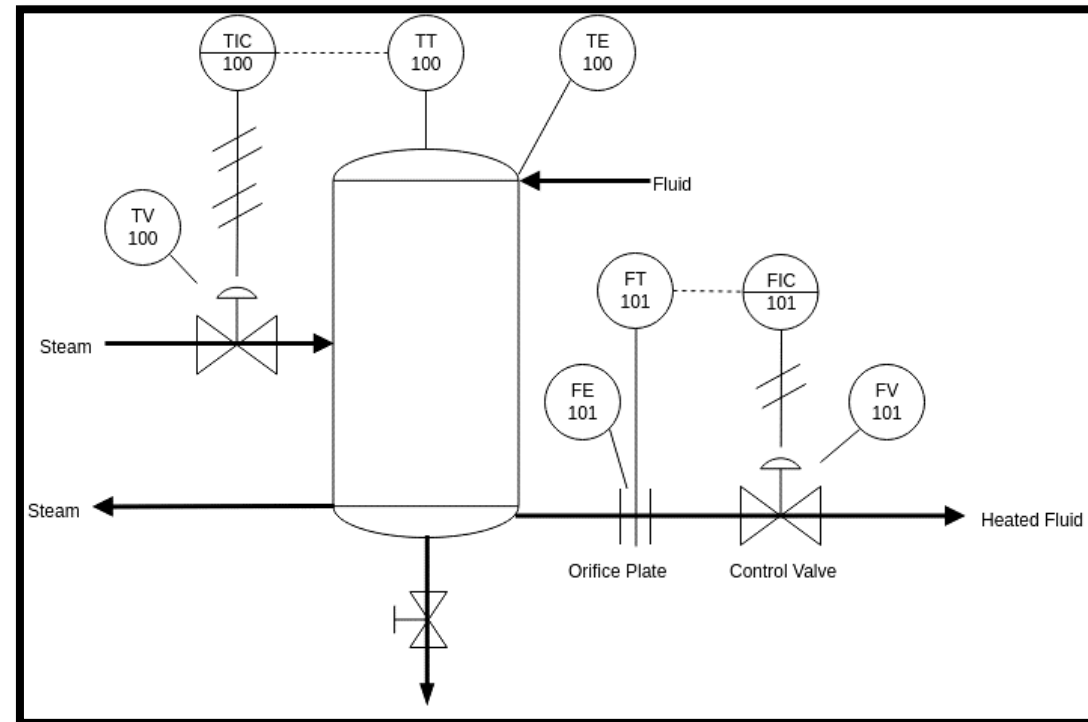 TIC
100
TT
100
TE
100
Fluid
TV
100
FT
101
FIC
101
Steam
FE
101
FV
101
Steam
Heated Fluid
Orifice Plate
Control Valve